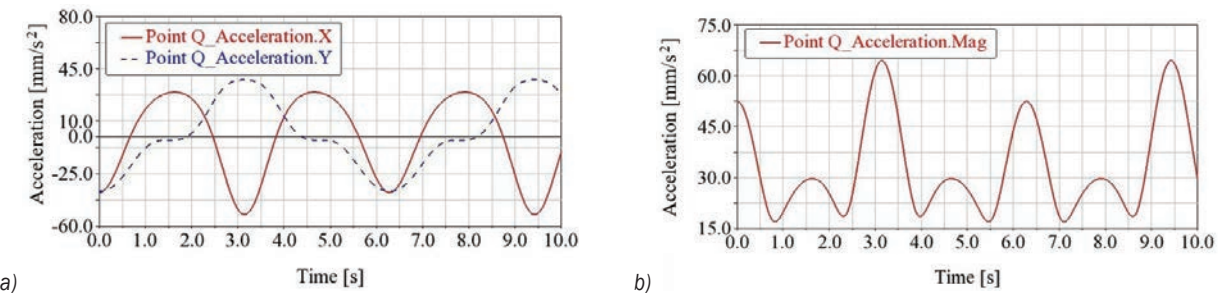 80.0
Point Q_Acceleration.X
Point Q_Acceleration.Y
45.0
10.0
0.0
-25.0
-60.0
Acceleration [mm/s²]
0.0 1.0 2.0 3.0 4.0 5.0 6.0 7.0 8.0 9.0 10.0
Time [s]
a)
75.0
Point Q_Acceleration.Mag
60.0
45.0
30.0
15.0
Acceleration [mm/s²]
0.0 1.0 2.0 3.0 4.0 5.0 6.0 7.0 8.0 9.0 10.0
Time [s]
b)